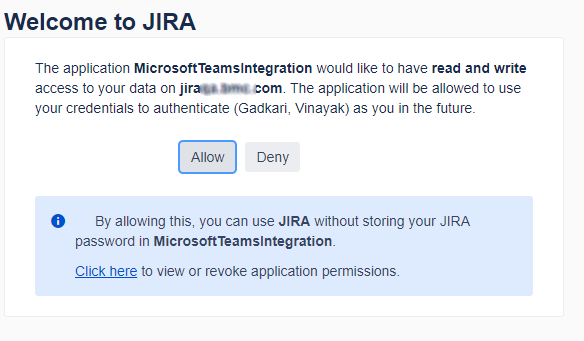 Welcome to JIRA
The application MicrosoftTeamsIntegration would like to have read and write
access to your data on jira .com. The application will be allowed to use
your credentials to authenticate (Gadkari, Vinayak) as you in the future.
Allow Deny
By allowing this, you can use JIRA without storing your JIRA
password in MicrosoftTeamsIntegration.
Click here to view or revoke application permissions.